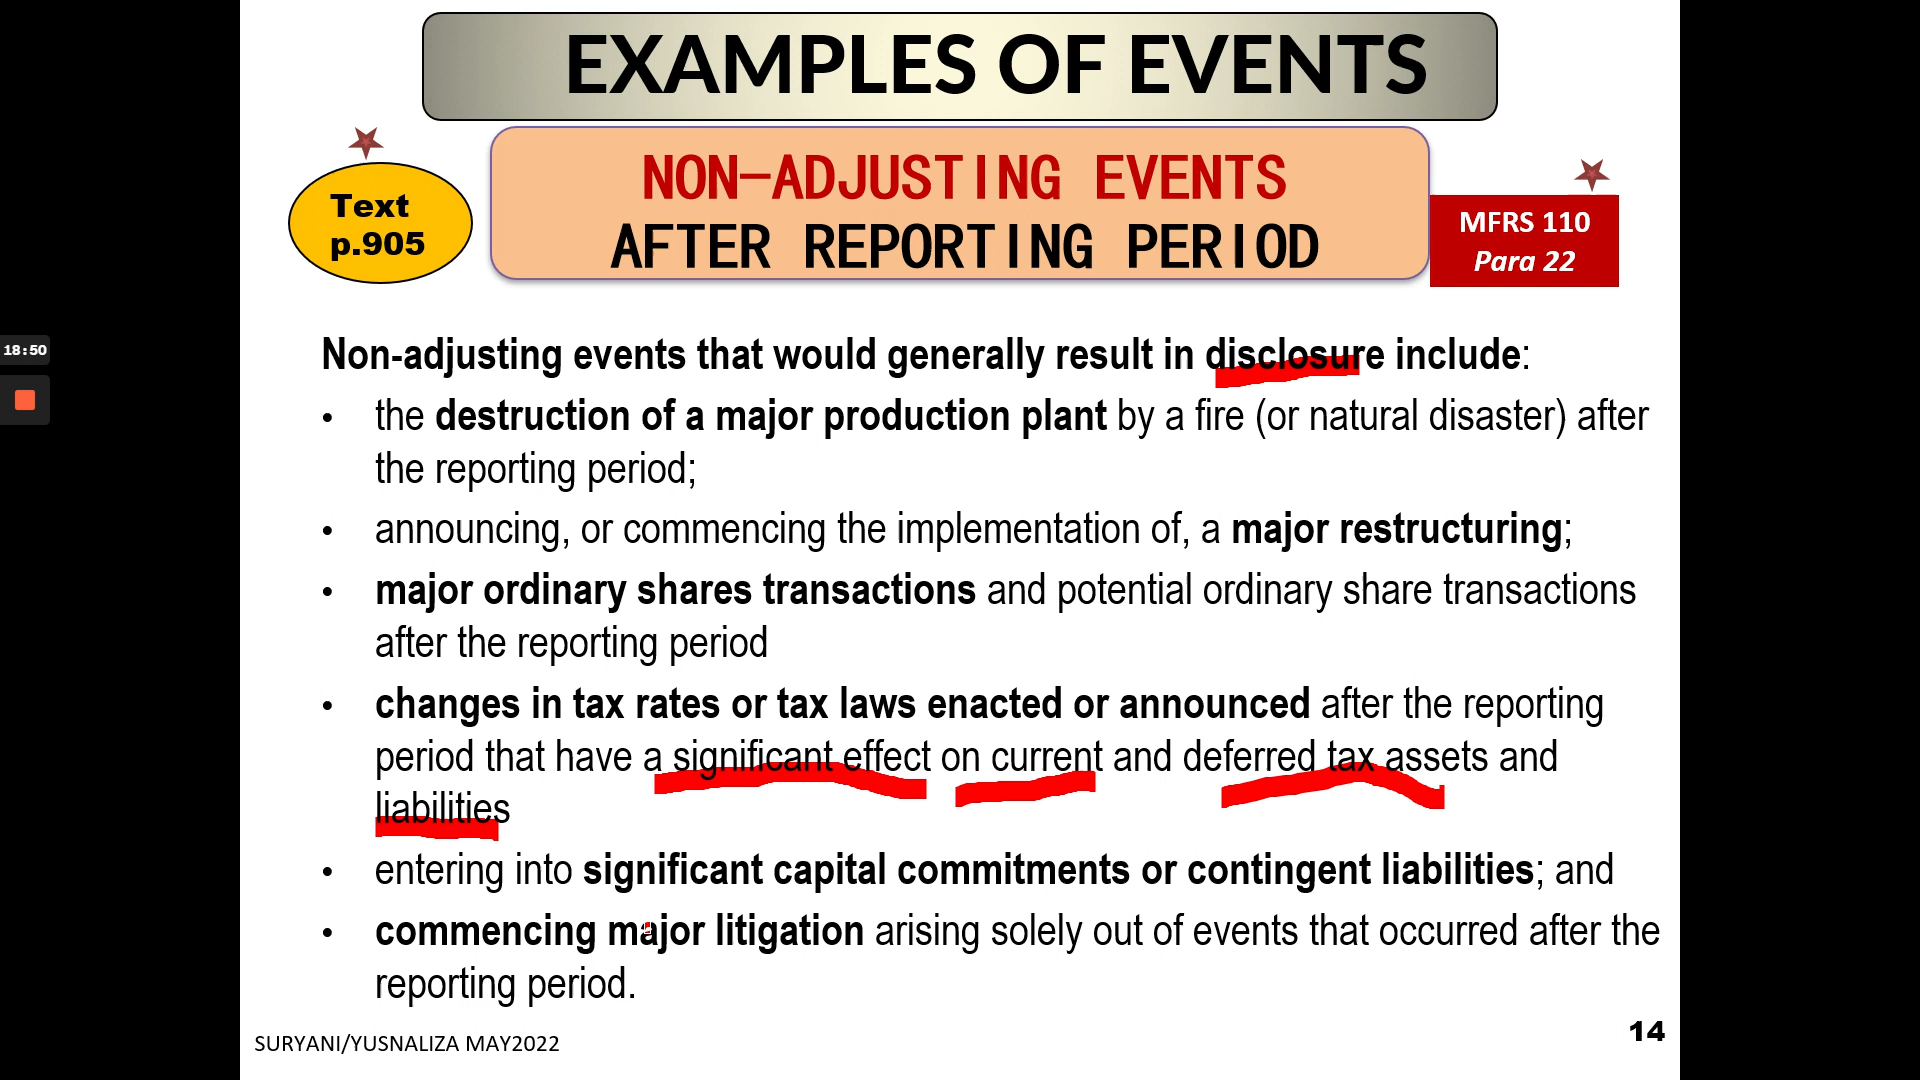 EXAMPLES OF EVENTS
NON-ADJUSTING EVENTS
AFTER REPORTING PERIOD
Text
p.905
MFRS 110
Para 22
18:50
Non-adjusting events that would generally result in disclosure include:
• the destruction of a major production plant by a fire (or natural disaster) after
the reporting period;
• announcing, or commencing the implementation of, a major restructuring;
• major ordinary shares transactions and potential ordinary share transactions
after the reporting period
• changes in tax rates or tax laws enacted or announced after the reporting
period that have a significant effect on current and deferred tax assets and
liabilities
• entering into significant capital commitments or contingent liabilities; and
• commencing major litigation arising solely out of events that occurred after the
reporting period.
SURYANI/YUSNALIZA MAY2022
14